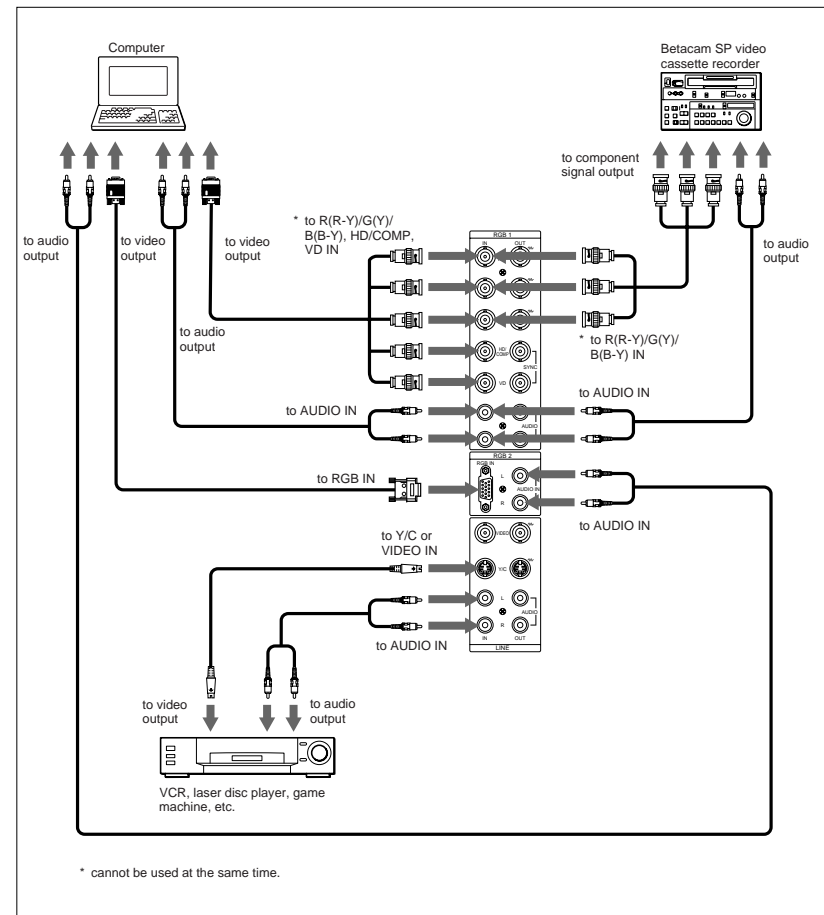 Computer
Betacam SP video
cassette recorder
to component
signal output
to audio
output
to video
output
to video
output
* to R(R-Y)/G(Y)/
B(B-Y), HD/COMP,
VD IN
to audio
output
to audio
output
* to R(R-Y)/G(Y)/
B(B-Y) IN
RGB 1
IN
OUT
HD/
COMP
SYNC
VD
AUDIO
to AUDIO IN
to AUDIO IN
RGB 2
RGB IN
L
AUDIO IN
R
to RGB IN
to AUDIO IN
to Y/C or
VIDEO IN
VIDEO
Y/C
L
AUDIO
R
IN
OUT
LINE
to AUDIO IN
to video
output
to audio
output
VCR, laser disc player, game
machine, etc.
* cannot be used at the same time.